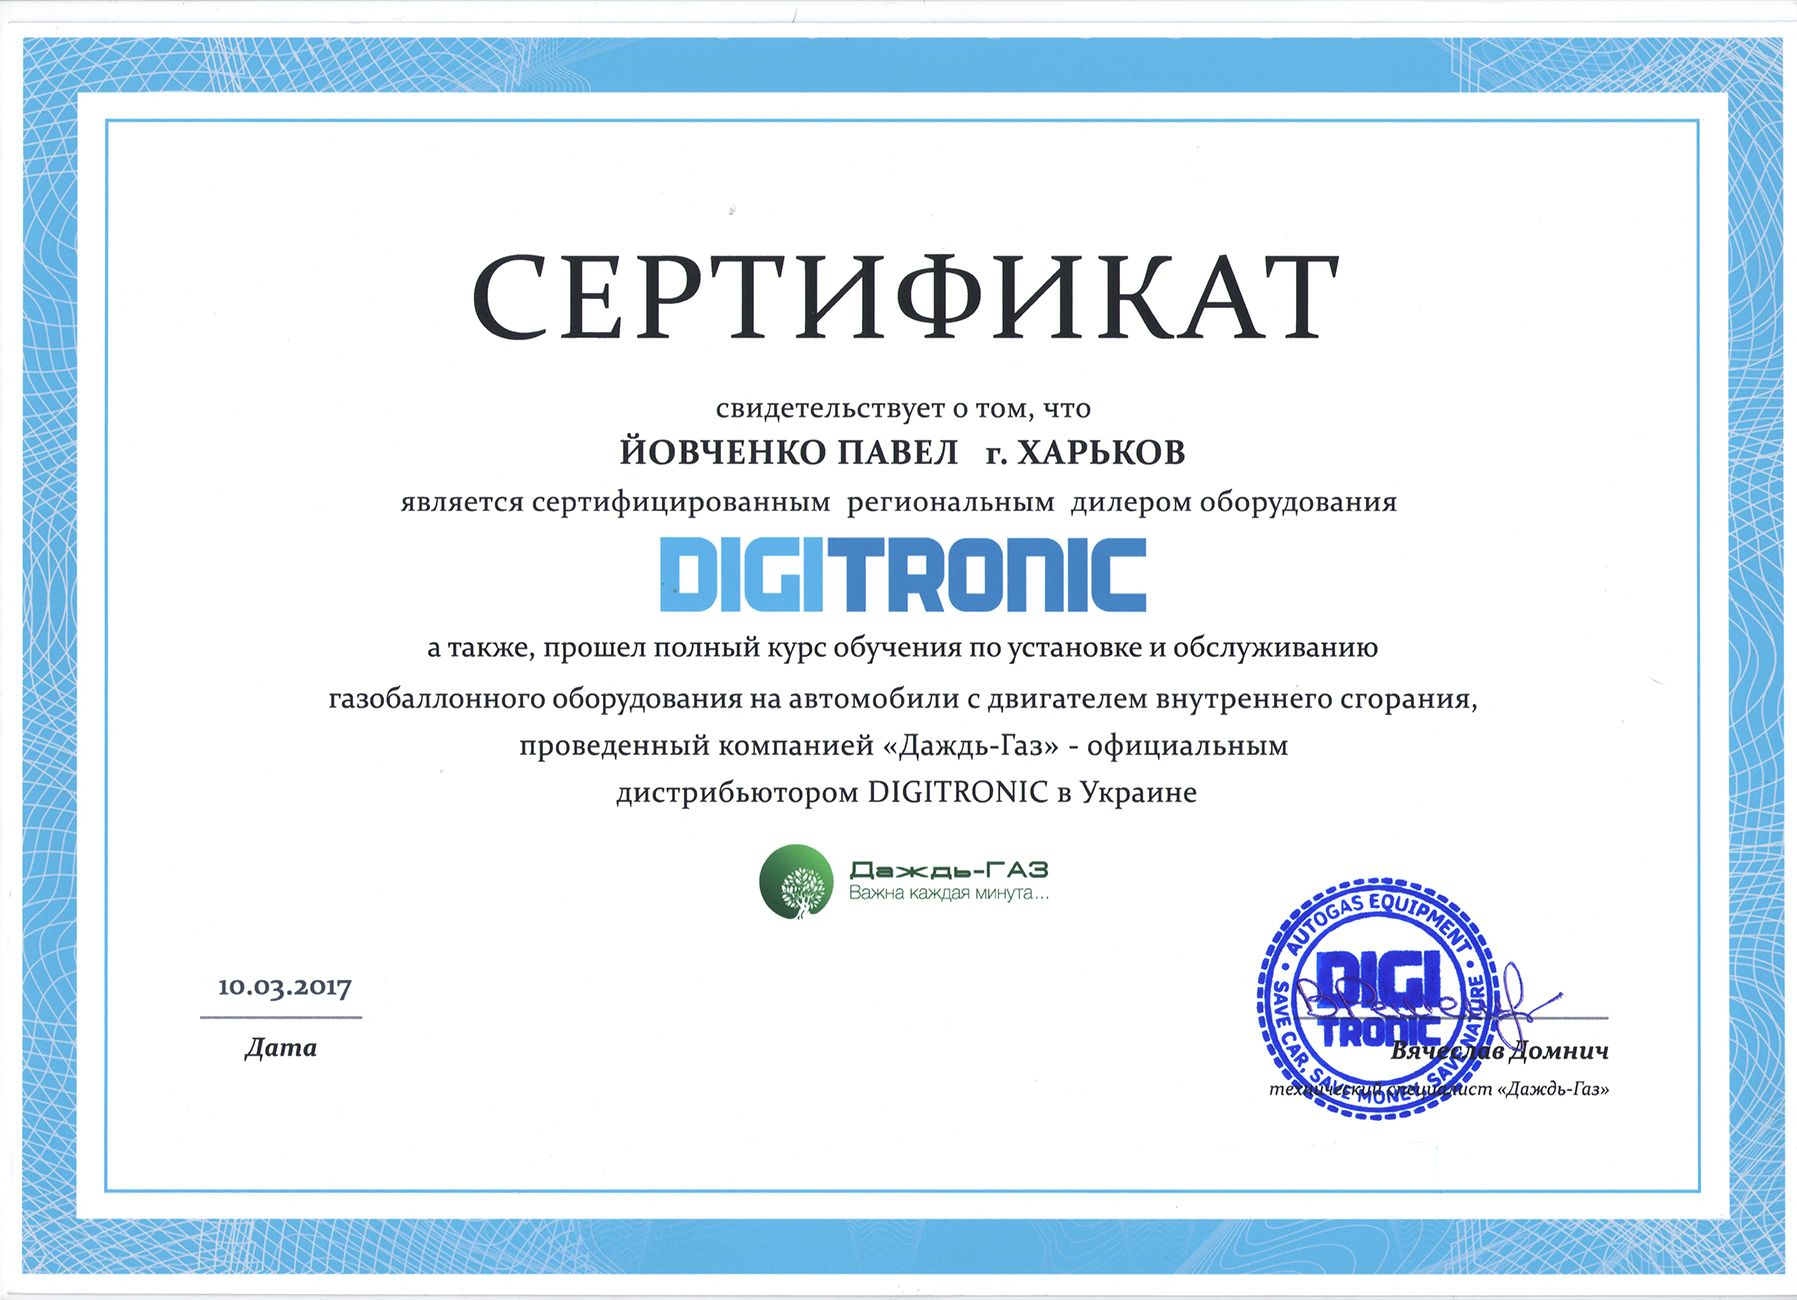 СЕРТИФИКАТ
свидетельствует о том, что
ЙОВЧЕНКО ПАВЕЛ г. ХАРЬКОВ
является сертифицированным региональным дилером оборудования
DIGITRONIC
а также, прошел полный курс обучения по установке и обслуживанию
газобаллонного оборудования на автомобили с двигателем внутреннего сгорания,
проведенный компанией «Даждь-Газ» - официальным
дистрибьютором DIGITRONIC в Украине
Даждь-ГАЗ
Важна каждая минута...
10.03.2017
Дата
• AUTOGAS EQUIPMENT •
SAVE CAR, SAVE MONEY, SAVE NATURE
DIGI
TRONIC
Вячеслав Домнич
технический специалист «Даждь-Газ»